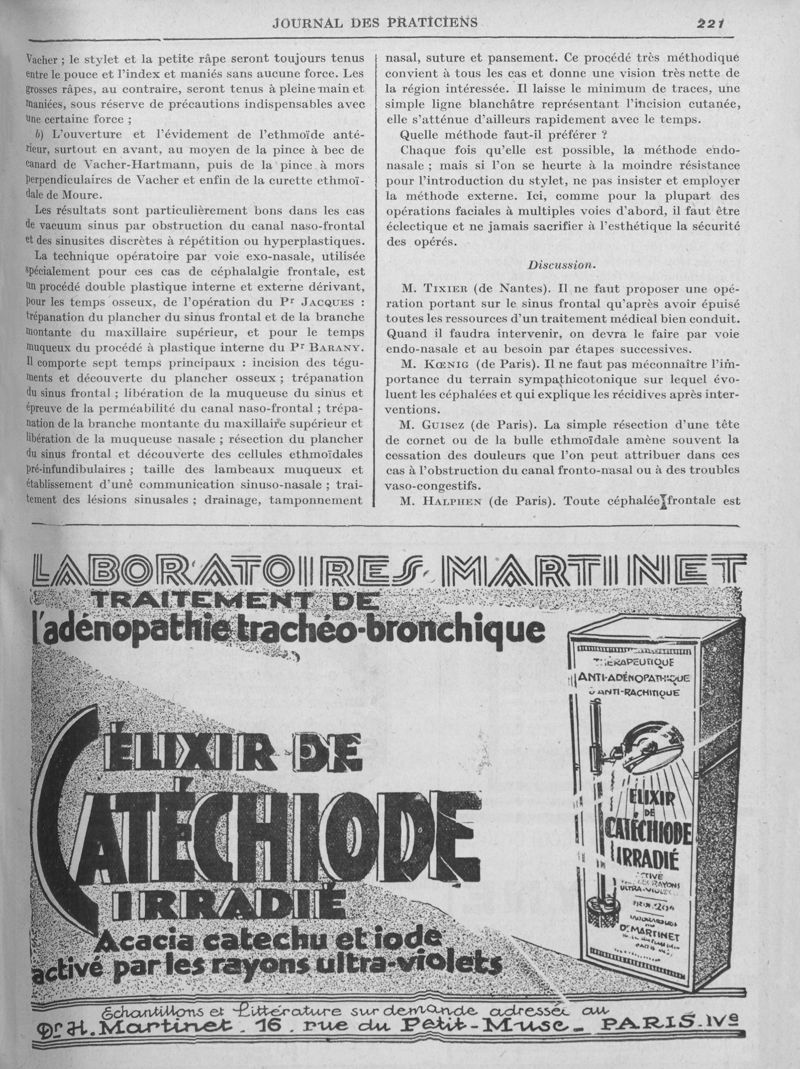 JOURNAL DES PRATICIENS
221
Vacher ; le stylet et la petite râpe seront toujours tenus
entre le pouce et l'index et maniés sans aucune force. Les
grosses râpes, au contraire, seront tenues à pleine main et
maniées, sous réserve de précautions indispensables avec
une certaine force ;
b) L'ouverture et l'évidement de l'ethmoïde anté-
rieur, surtout en avant, au moyen de la pince à bec de
canard de Vacher-Hartmann, puis de la pince à mors
perpendiculaires de Vacher et enfin de la curette ethmoï-
dale de Moure.
Les résultats sont particulièrement bons dans les cas
de vacuum sinus par obstruction du canal naso-frontal
et des sinusites discrètes à répétition ou hyperplastiques.
La technique opératoire par voie exo-nasale, utilisée
spécialement pour ces cas de céphalalgie frontale, est
un procédé double plastique interne et externe dérivant,
pour les temps osseux, de l'opération du Pr JACQUES :
trépanation du plancher du sinus frontal et de la branche
montante du maxillaire supérieur, et pour le temps
muqueux du procédé à plastique interne du Pr BARANY.
Il comporte sept temps principaux : incision des tégu-
ments et découverte du plancher osseux ; trépanation
du sinus frontal ; libération de la muqueuse du sinus et
épreuve de la perméabilité du canal naso-frontal ; trépa-
nation de la branche montante du maxillaire supérieur et
libération de la muqueuse nasale ; résection du plancher
du sinus frontal et découverte des cellules ethmoïdales
pré-infundibulaires ; taille des lambeaux muqueux et
établissement d'une communication sinuso-nasale ; trai-
tement des lésions sinusales ; drainage, tamponnement
nasal, suture et pansement. Ce procédé très méthodique
convient à tous les cas et donne une vision très nette de
la région intéressée. Il laisse le minimum de traces, une
simple ligne blanchâtre représentant l'incision cutanée,
elle s'atténue d'ailleurs rapidement avec le temps.
Quelle méthode faut-il préférer ?
Chaque fois qu'elle est possible, la méthode endo-
nasale ; mais si l'on se heurte à la moindre résistance
pour l'introduction du stylet, ne pas insister et employer
la méthode externe. Ici, comme pour la plupart des
opérations faciales à multiples voies d'abord, il faut être
éclectique et ne jamais sacrifier à l'esthétique la sécurité
des opérés.
Discussion.
M. TIXIER (de Nantes). Il ne faut proposer une opé-
ration portant sur le sinus frontal qu'après avoir épuisé
toutes les ressources d'un traitement médical bien conduit.
Quand il faudra intervenir, on devra le faire par voie
endo-nasale et au besoin par étapes successives.
M. KŒNIG (de Paris). Il ne faut pas méconnaître l'im-
portance du terrain sympathicotonique sur lequel évo-
luent les céphalées et qui explique les récidives après inter-
ventions.
M. GUISEZ (de Paris). La simple résection d'une tête
de cornet ou de la bulle ethmoïdale amène souvent la
cessation des douleurs que l'on peut attribuer dans ces
cas à l'obstruction du canal fronto-nasal ou à des troubles
vaso-congestifs.
M. HALPHEN (de Paris). Toute céphalée frontale est
LABORATOIRES MARTINET
TRAITEMENT DE
l'adénopathie trachéo-bronchique
ÉLIXIR DE
CATÉCHIODE
IRRADIÉ
Acacia catechu et iode
activé par les rayons ultra-violets
THÉRAPEUTIQUE
ANTI-ADÉNOPATHIQUE
& ANTI-RACHITIQUE
ÉLIXIR
DE
CATÉCHIODE
IRRADIÉ
ACTIVÉ
RAYONS
ULTRA-VIOLETS
Dr MARTINET
Échantillons et Littérature sur demande adressée au
Dr H. Martinet. 16. rue du Petit-Musc_ PARIS. IVe